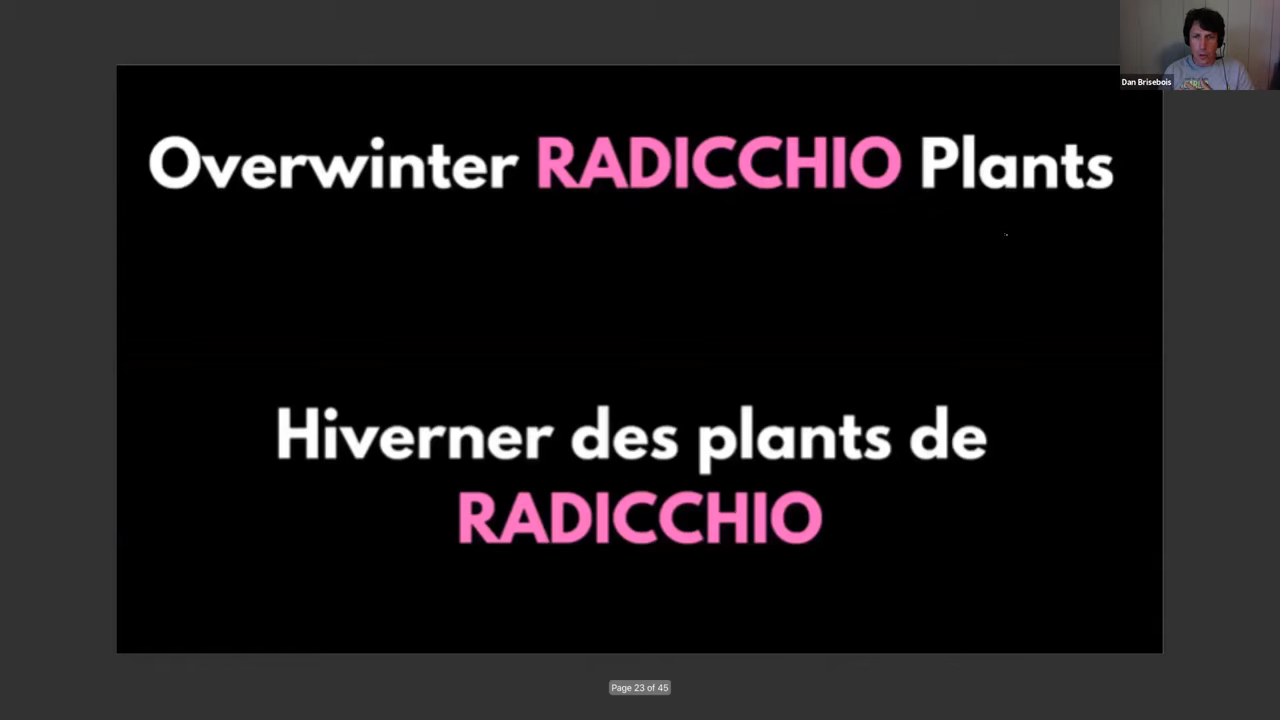 Dan Brisebois
Overwinter RADICCHIO Plants
Hiverner des plants de
RADICCHIO
Page 23 of 45